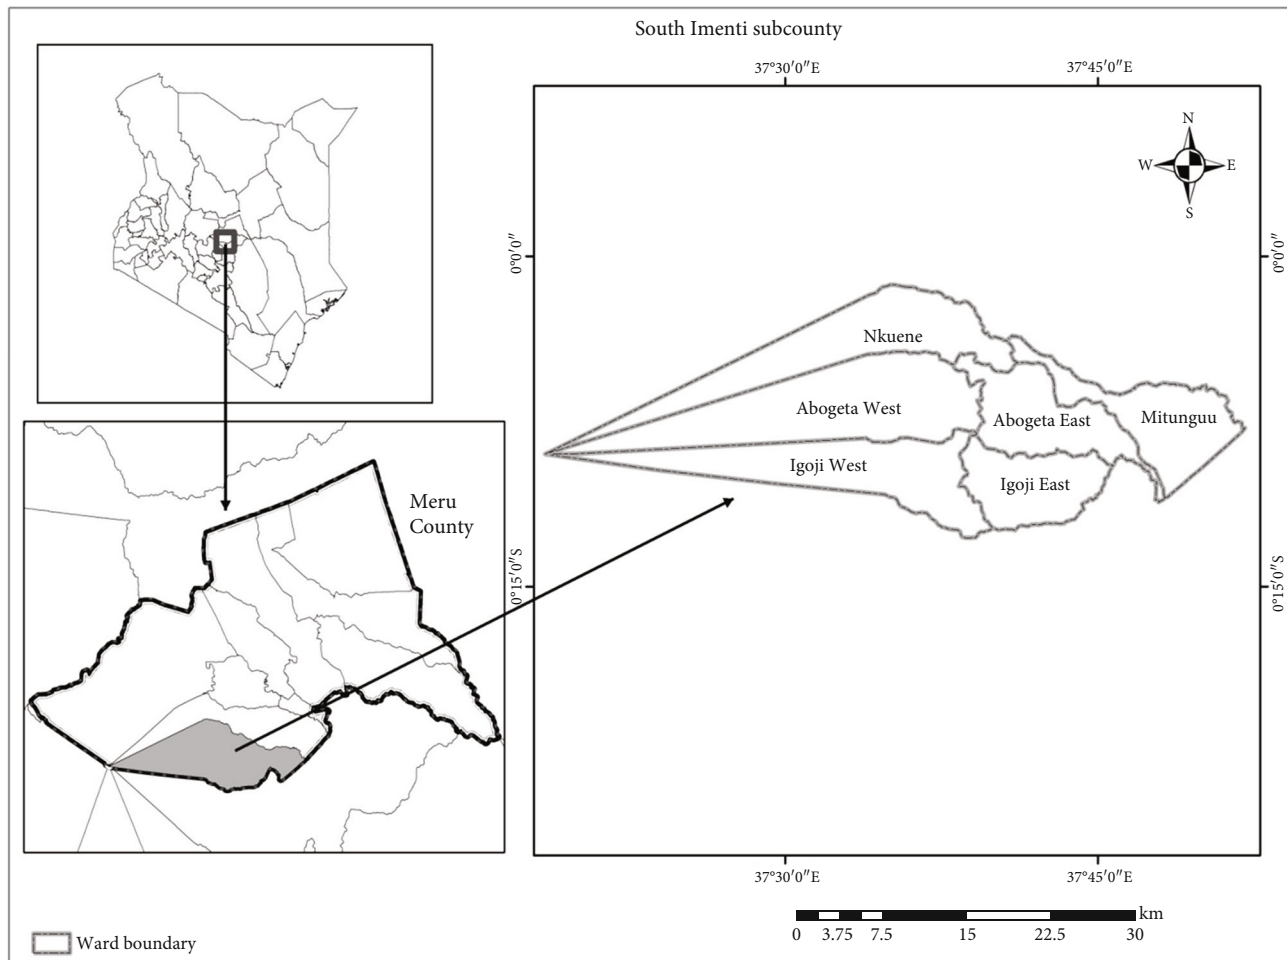 South Imenti subcounty
37°30′0″E
37°45′0″E
N
W
E
S
0°0′0″
0°0′0″
Nkuene
Abogeta West
Abogeta East
Mitunguu
Igoji West
Igoji East
Meru
County
0°15′0″S
0°15′0″S
37°30′0″E
37°45′0″E
km
0 3.75 7.5 15 22.5 30
Ward boundary